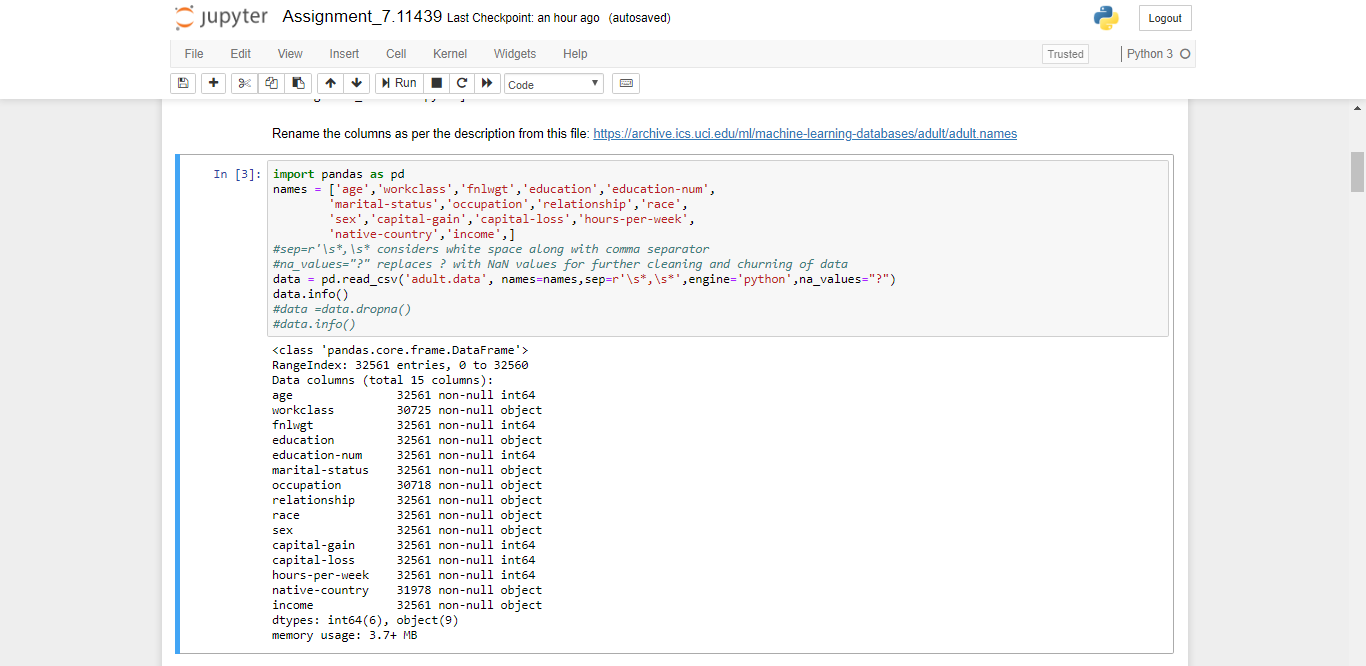 jupyter Assignment_7.11439 Last Checkpoint: an hour ago (autosaved)
Logout
File Edit View Insert Cell Kernel Widgets Help Trusted Python 3
Run Code
Rename the columns as per the description from this file: https://archive.ics.uci.edu/ml/machine-learning-databases/adult/adult.names
In [3]: import pandas as pd
names = ['age','workclass','fnlwgt','education','education-num',
'marital-status','occupation','relationship','race',
'sex','capital-gain','capital-loss','hours-per-week',
'native-country','income',]
#sep=r'\s*,\s* considers white space along with comma separator
#na_values="?" replaces ? with NaN values for further cleaning and churning of data
data = pd.read_csv('adult.data', names=names,sep=r'\s*,\s*',engine='python',na_values="?")
data.info()
#data =data.dropna()
#data.info()
<class 'pandas.core.frame.DataFrame'>
RangeIndex: 32561 entries, 0 to 32560
Data columns (total 15 columns):
age 32561 non-null int64
workclass 30725 non-null object
fnlwgt 32561 non-null int64
education 32561 non-null object
education-num 32561 non-null int64
marital-status 32561 non-null object
occupation 30718 non-null object
relationship 32561 non-null object
race 32561 non-null object
sex 32561 non-null object
capital-gain 32561 non-null int64
capital-loss 32561 non-null int64
hours-per-week 32561 non-null int64
native-country 31978 non-null object
income 32561 non-null object
dtypes: int64(6), object(9)
memory usage: 3.7+ MB